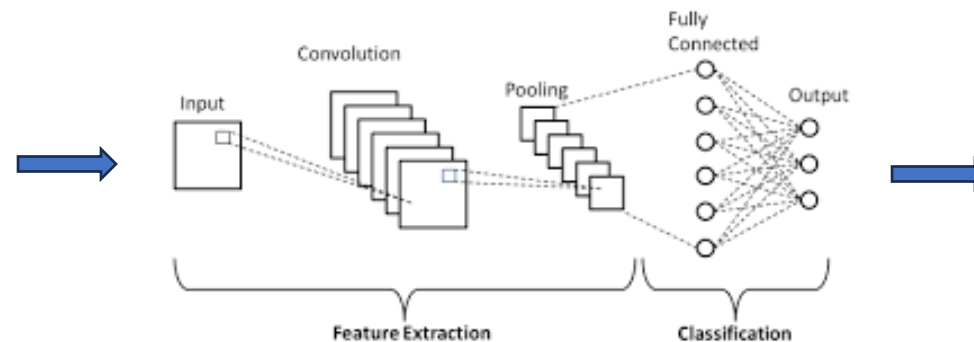 Fully
Connected
Convolution
Pooling
Output
Input
Feature Extraction
Classification